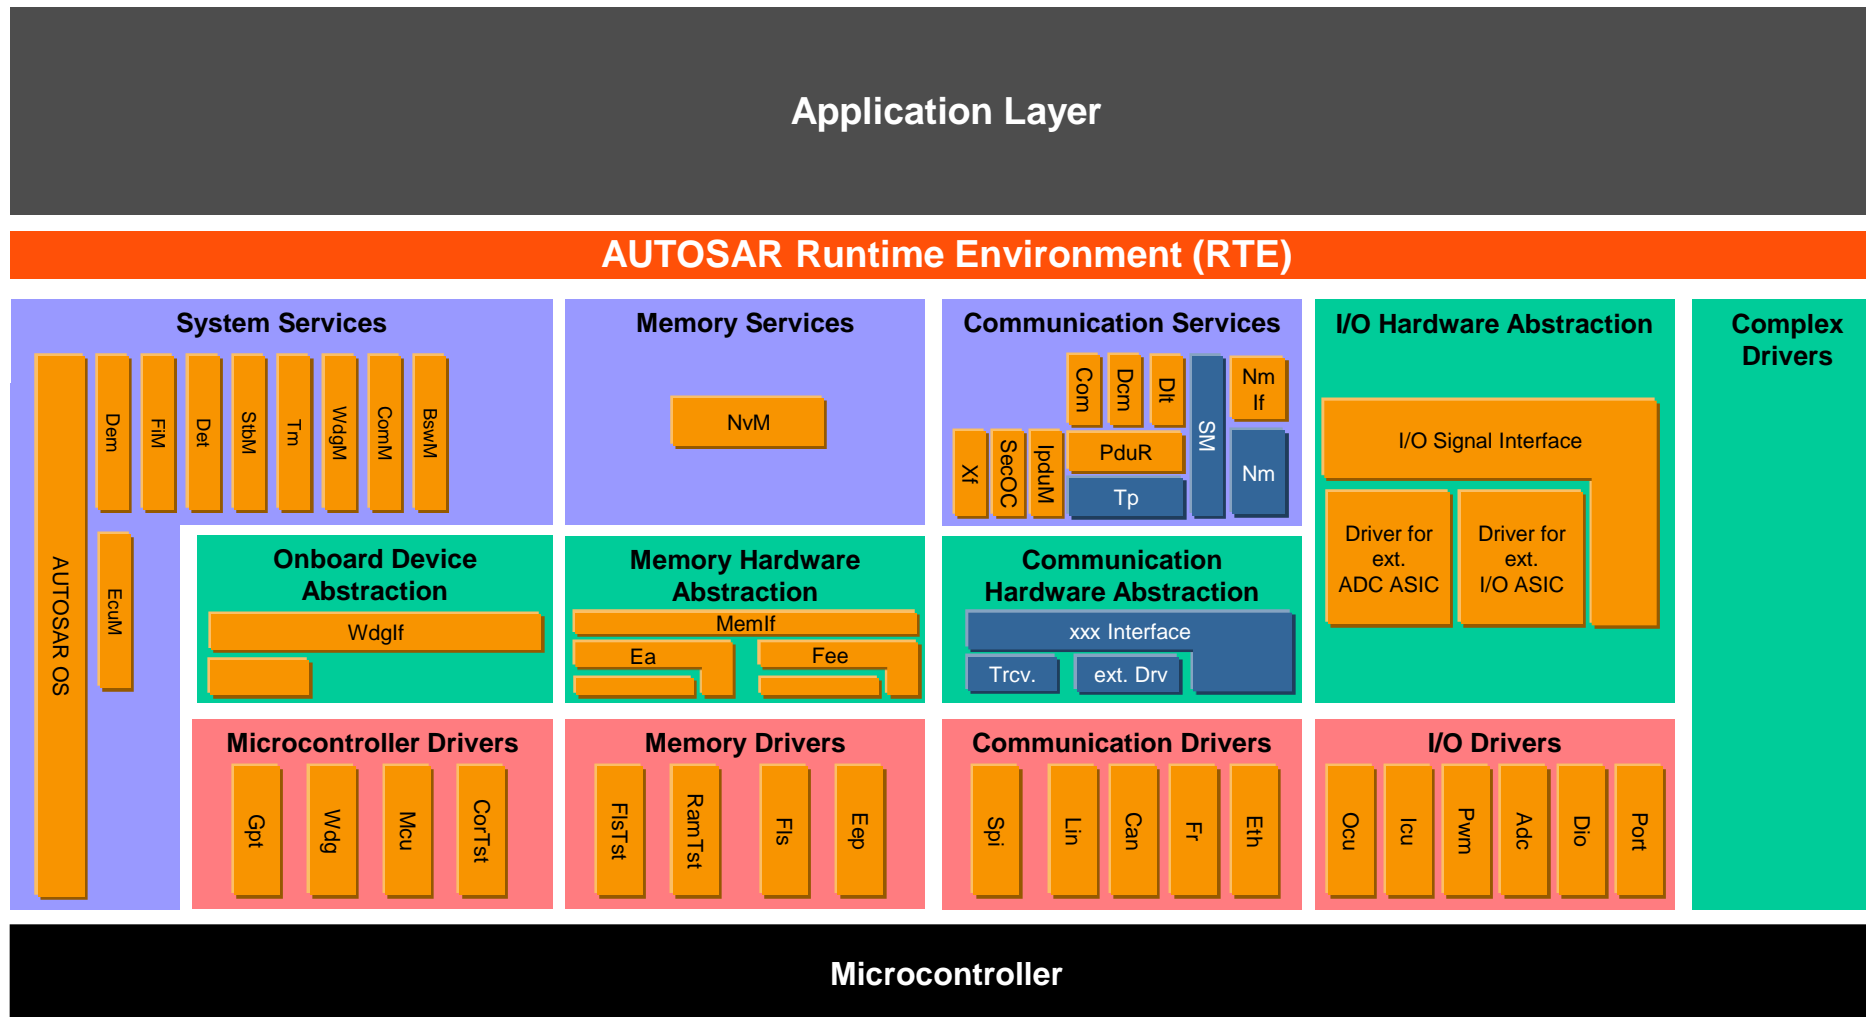 Application Layer
AUTOSAR Runtime Environment (RTE)
System Services
AUTOSAR OS
Dem
FiM
Det
StbM
Tm
WdgM
ComM
BswM
EcuM
Memory Services
NvM
Communication Services
Com
Dcm
Dlt
SM
Nm
If
Xf
SecOC
IpduM
PduR
Tp
Nm
I/O Hardware Abstraction
I/O Signal Interface
Driver for
ext.
ADC ASIC
Driver for
ext.
I/O ASIC
Complex
Drivers
Onboard Device
Abstraction
WdgIf
Memory Hardware
Abstraction
MemIf
Ea
Fee
Communication
Hardware Abstraction
xxx Interface
Trcv.
ext. Drv
Microcontroller Drivers
Gpt
Wdg
Mcu
CorTst
Memory Drivers
FlsTst
RamTst
Fls
Eep
Communication Drivers
Spi
Lin
Can
Fr
Eth
I/O Drivers
Ocu
Icu
Pwm
Adc
Dio
Port
Microcontroller